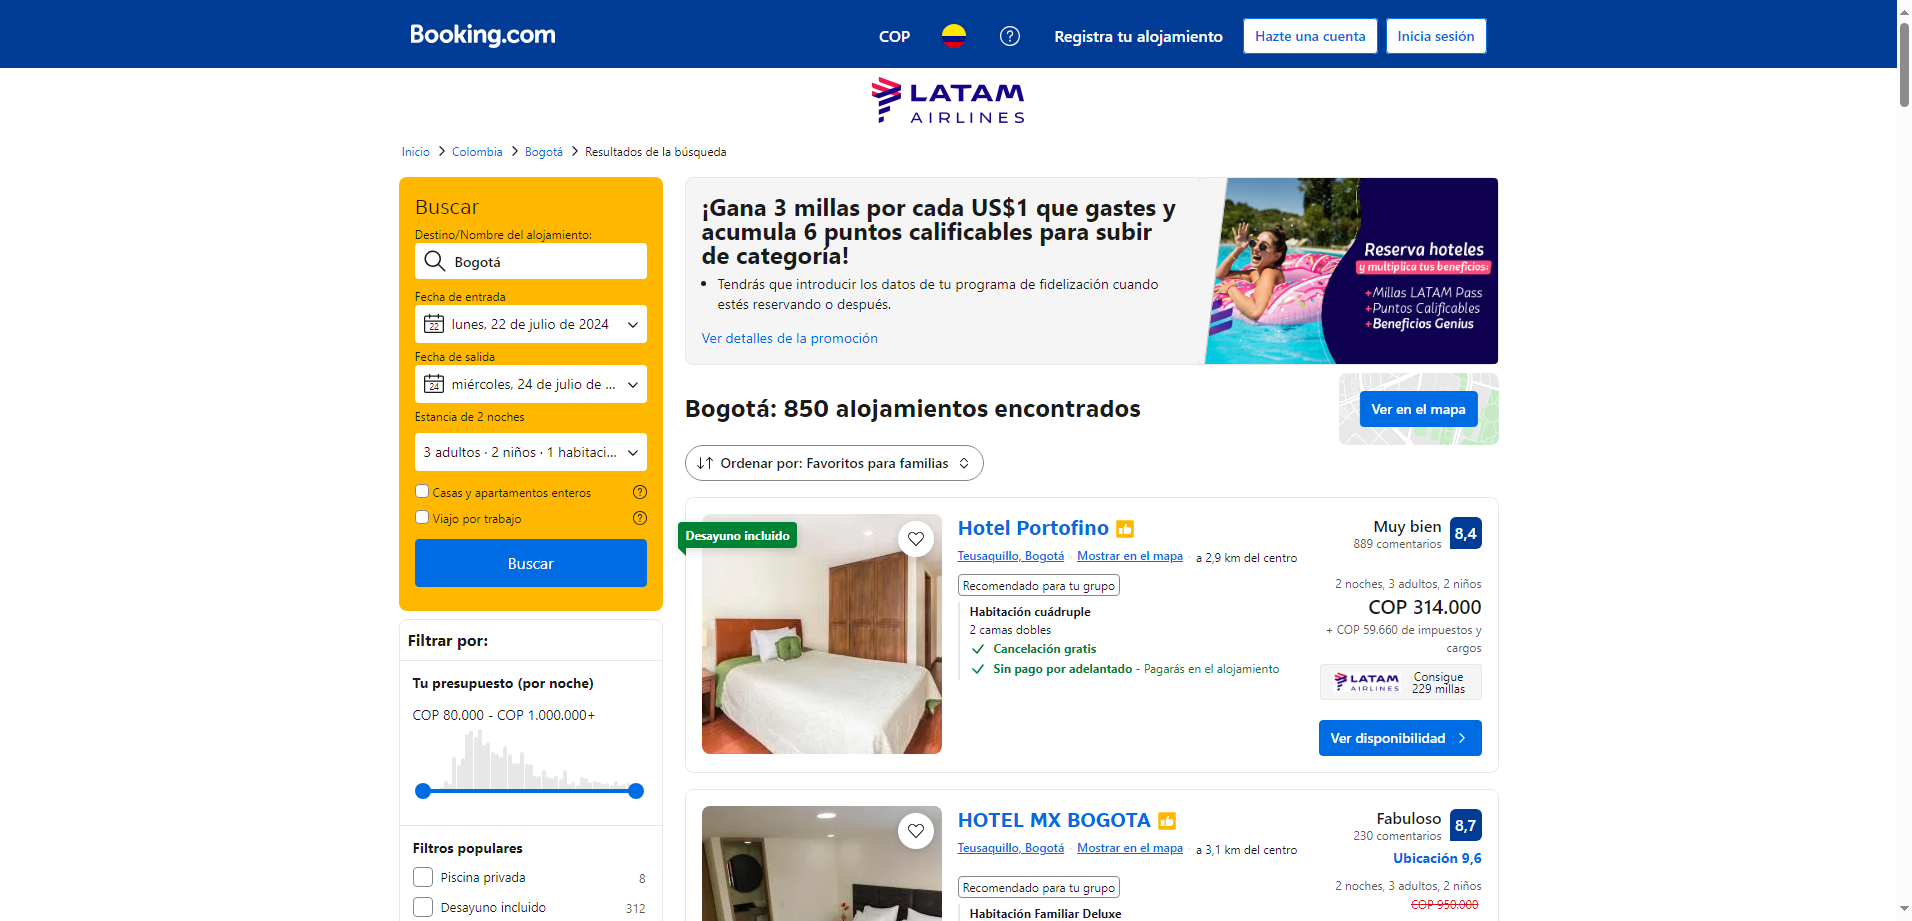 Booking.com
COP
Registra tu alojamiento
Hazte una cuenta
Inicia sesión
LATAM
AIRLINES
Inicio
Colombia
Bogotá
Resultados de la búsqueda
Buscar
Destino/Nombre del alojamiento:
Bogotá
Fecha de entrada
22
lunes, 22 de julio de 2024
Fecha de salida
24
miércoles, 24 de julio de ...
Estancia de 2 noches
3 adultos · 2 niños · 1 habitaci...
Casas y apartamentos enteros
Viajo por trabajo
Buscar
Filtrar por:
Tu presupuesto (por noche)
COP 80.000 - COP 1.000.000+
Filtros populares
Piscina privada 8
Desayuno incluido 312
¡Gana 3 millas por cada US$1 que gastes y
acumula 6 puntos calificables para subir
de categoría!
• Tendrás que introducir los datos de tu programa de fidelización cuando
estés reservando o después.
Ver detalles de la promoción
Reserva hoteles
y multiplica tus beneficios:
+Millas LATAM Pass
+Puntos Calificables
+Beneficios Genius
Bogotá: 850 alojamientos encontrados
Ver en el mapa
Ordenar por: Favoritos para familias
Desayuno incluido
Hotel Portofino
Teusaquillo, Bogotá · Mostrar en el mapa · a 2,9 km del centro
Recomendado para tu grupo
Habitación cuádruple
2 camas dobles
Cancelación gratis
Sin pago por adelantado - Pagarás en el alojamiento
Muy bien
889 comentarios
8,4
2 noches, 3 adultos, 2 niños
COP 314.000
+ COP 59.660 de impuestos y
cargos
LATAM
AIRLINES
Consigue
229 millas
Ver disponibilidad
HOTEL MX BOGOTA
Teusaquillo, Bogotá · Mostrar en el mapa · a 3,1 km del centro
Recomendado para tu grupo
Habitación Familiar Deluxe
Fabuloso
230 comentarios
8,7
Ubicación 9,6
2 noches, 3 adultos, 2 niños
COP 950.000